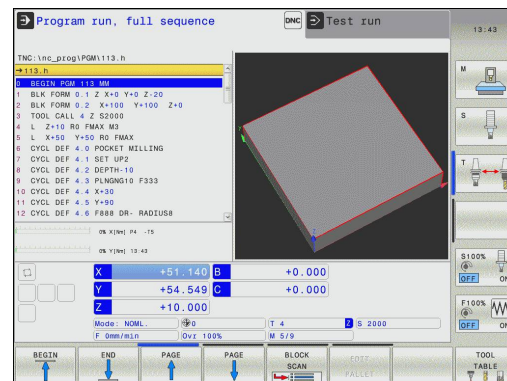 Program run, full sequence
DNC
Test run
13:43
TNC:\nc_prog\PGM\113.h
→113.h
0 BEGIN PGM 113 MM
1 BLK FORM 0.1 Z X+0 Y+0 Z-20
2 BLK FORM 0.2 X+100 Y+100 Z+0
3 TOOL CALL 4 Z S2000
4 L Z+10 R0 FMAX M3
5 L X+50 Y+50 R0 FMAX
6 CYCL DEF 4.0 POCKET MILLING
7 CYCL DEF 4.1 SET UP2
8 CYCL DEF 4.2 DEPTH-10
9 CYCL DEF 4.3 PLNGNG10 F333
10 CYCL DEF 4.4 X+30
11 CYCL DEF 4.5 Y+90
12 CYCL DEF 4.6 F888 DR- RADIUS8
0% X[Nm] P4 -T5
0% Y[Nm] 13:43
M
S
T
S100%
OFF ON
F100%
OFF ON
X +51.140 B +0.000
Y +54.549 C +0.000
Z +10.000
Mode: NOML. 0 T 4 Z S 2000
F 0mm/min Ovr 100% M 5/9
BEGIN
END
PAGE
PAGE
BLOCK SCAN
EDIT
PALLET
TOOL TABLE